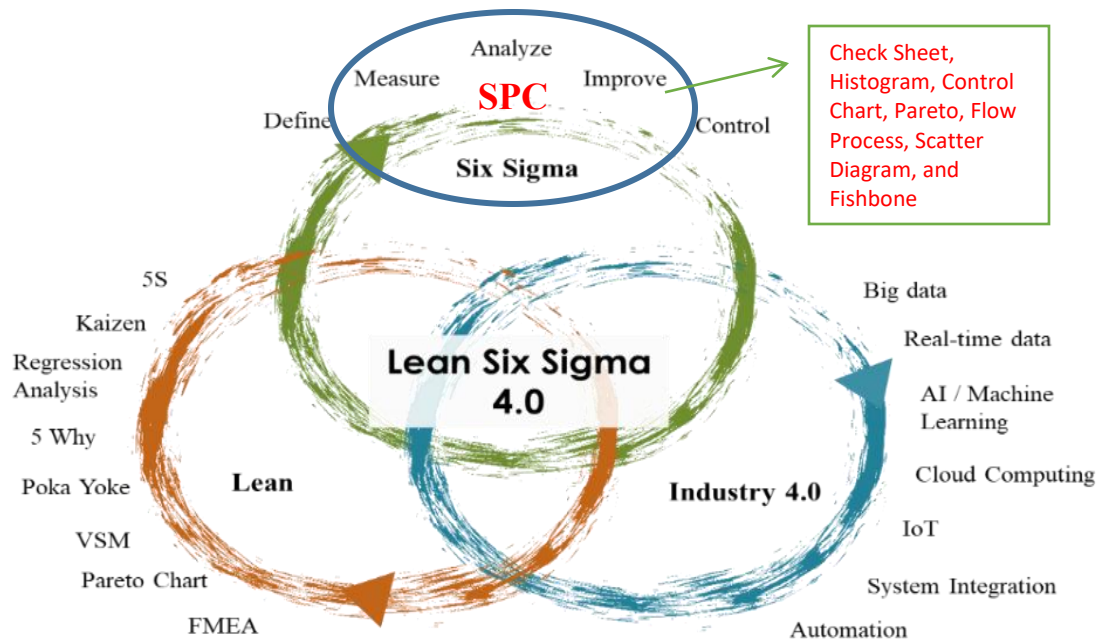 Analyze
Measure
Improve
SPC
Define
Control
Six Sigma
Check Sheet,
Histogram, Control
Chart, Pareto, Flow
Process, Scatter
Diagram, and
Fishbone
5S
Kaizen
Regression
Analysis
5 Why
Poka Yoke
VSM
Pareto Chart
FMEA
Lean
Lean Six Sigma
4.0
Industry 4.0
Big data
Real-time data
AI / Machine
Learning
Cloud Computing
IoT
System Integration
Automation